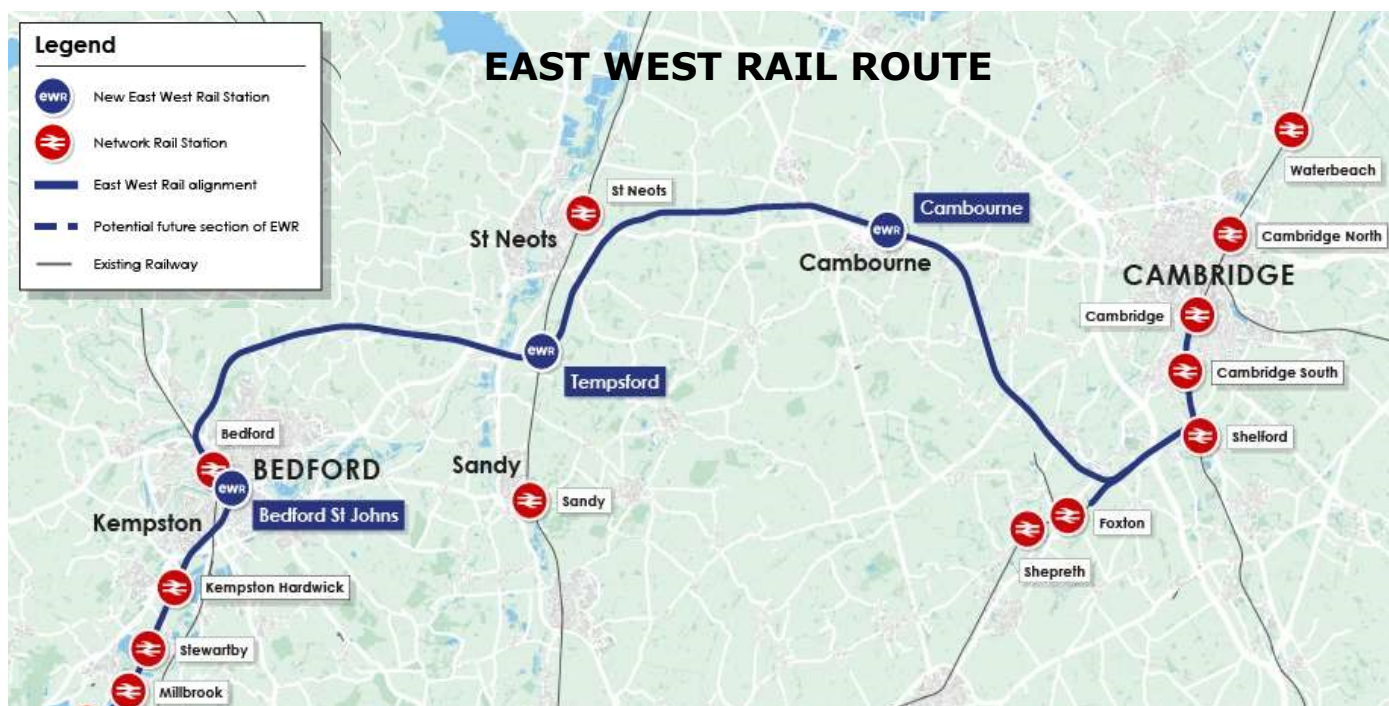 Legend
ewr New East West Rail Station
Network Rail Station
East West Rail alignment
Potential future section of EWR
Existing Railway
EAST WEST RAIL ROUTE
Waterbeach
St Neots
St Neots
Cambourne
ewr
Cambourne
Cambridge North
CAMBRIDGE
Cambridge
ewr
Tempsford
Cambridge South
Bedford
Shelford
BEDFORD
ewr
Bedford St Johns
Sandy
Sandy
Kempston
Foxton
Shepreth
Kempston Hardwick
Stewartby
Millbrook